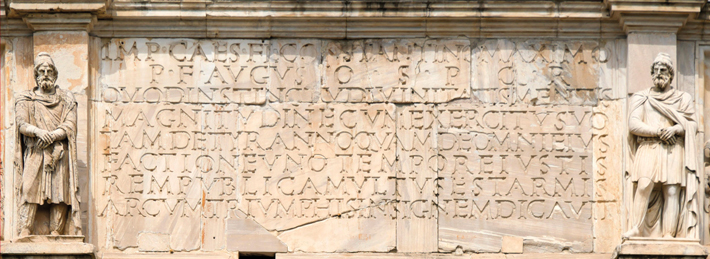 IMP · CAES · FL · CONSTANTINO MAXIMO
P · F · AUGUSTO S · P · Q · R
QVOD INSTINCTV DIVINITATIS MENTIS
MAGNITVDINE CVM EXERCITV SVO
TAM DE TYRANNO QVAM DE OMNI EIVS
FACTIONE VNO TEMPORE IVSTIS
REMPVBLICAM VLTVS EST ARMIS
ARCVM TRIVMPHIS INSIGNEM DICAVIT